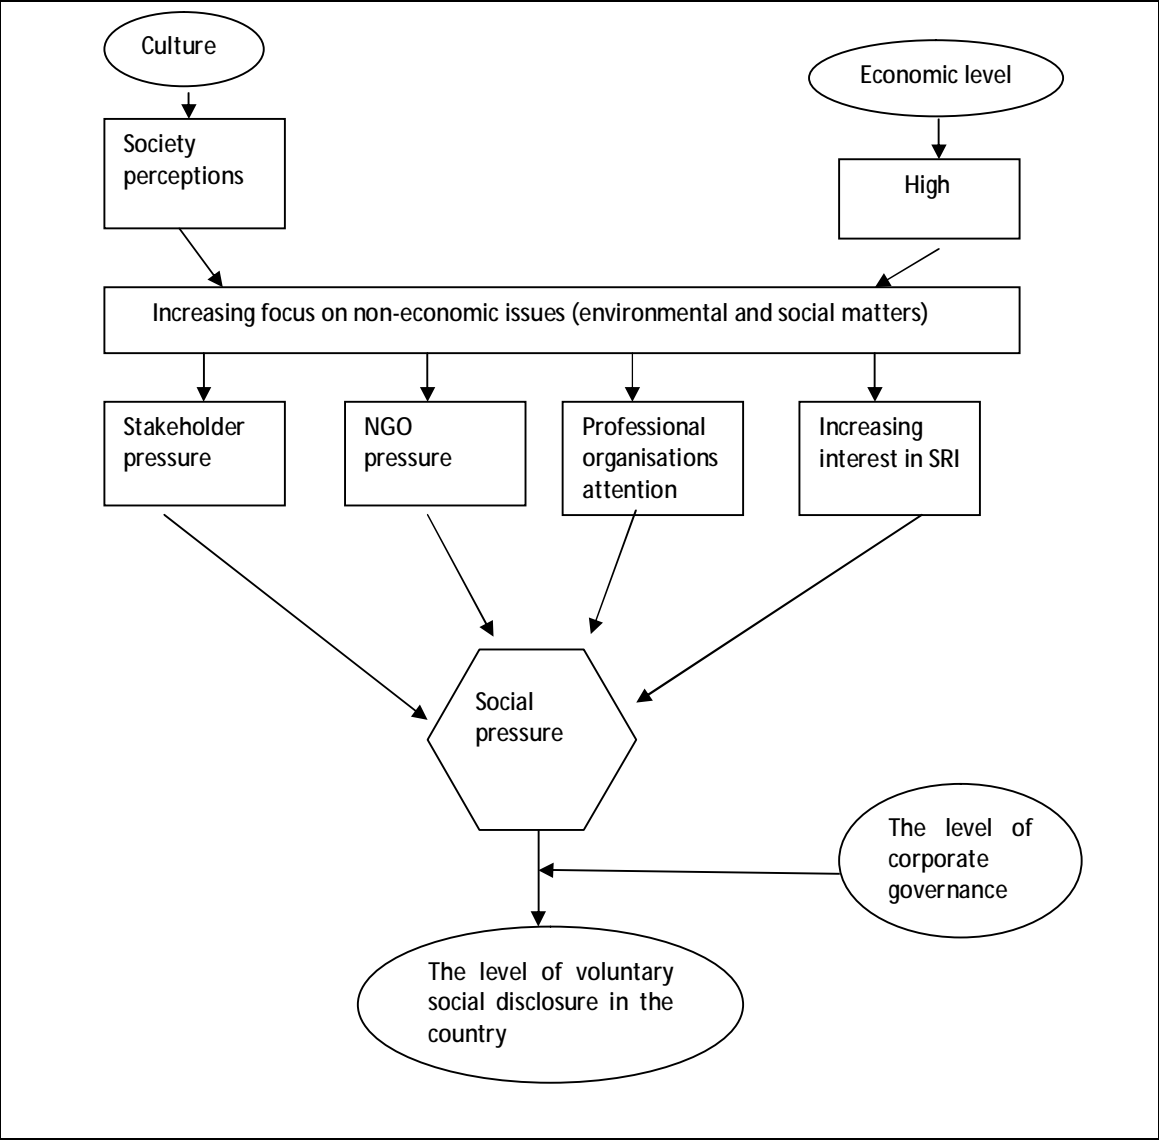 Culture
Economic level
Society
perceptions
High
Increasing focus on non-economic issues (environmental and social matters)
Stakeholder
pressure
NGO
pressure
Professional
organisations
attention
Increasing
interest in SRI
Social
pressure
The level of
corporate
governance
The level of voluntary
social disclosure in the
country